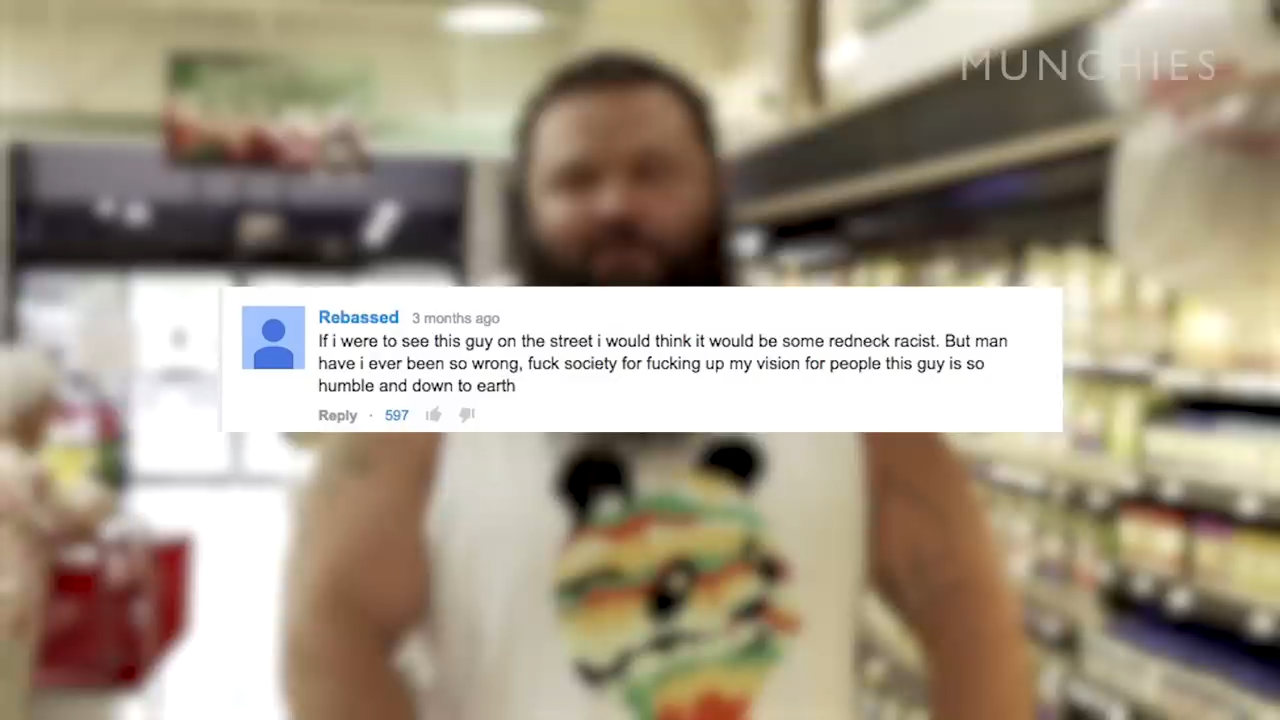 MUNCHIES
Rebassed 3 months ago
If i were to see this guy on the street i would think it would be some redneck racist. But man
have i ever been so wrong, fuck society for fucking up my vision for people this guy is so
humble and down to earth
Reply · 597